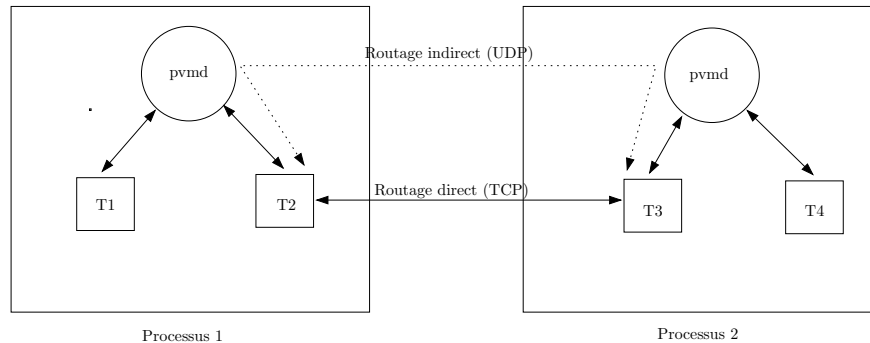 Routage indirect (UDP)
pvmd
pvmd
T1
T2
Routage direct (TCP)
T3
T4
Processus 1
Processus 2